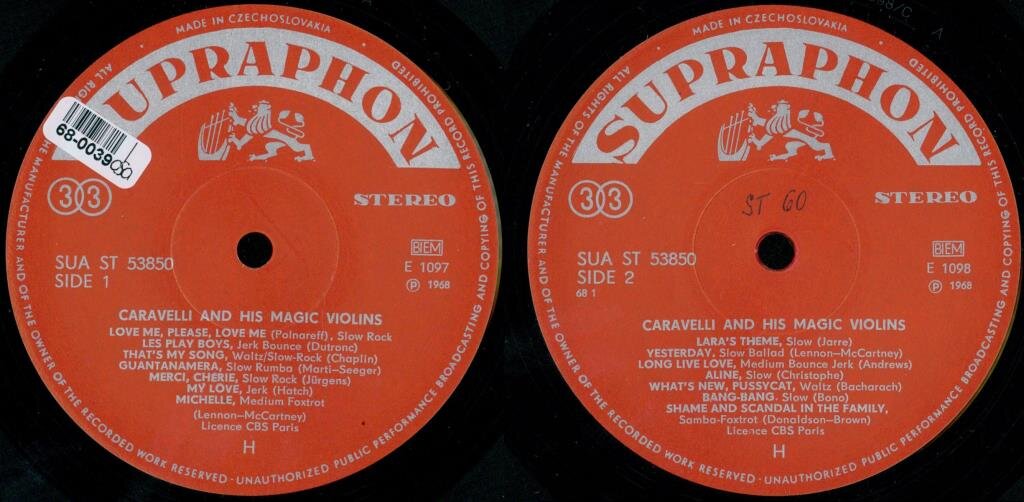 MADE IN CZECHOSLOVAKIA
UPRAPHON
68-0039 OSA
33
STEREO
SUA ST 53850
SIDE 1
BIEM
E 1097
Ⓟ 1968
CARAVELLI AND HIS MAGIC VIOLINS
LOVE ME, PLEASE, LOVE ME (Polnareff), Slow Rock
LES PLAY BOYS, Jerk Bounce (Dutronc)
THAT'S MY SONG, Waltz/Slow-Rock (Chaplin)
GUANTANAMERA, Slow Rumba (Marti—Seeger)
MERCI, CHÉRIE, Slow Rock (Jürgens)
MY LOVE, Jerk (Hatch)
MICHELLE, Medium Foxtrot
(Lennon—McCartney)
Licence CBS Paris
H
ALL RIG THE MANUFACTURER AND OF THE OWNER OF THE RECORDED WORK RESERVED - UNAUTHORIZED PUBLIC PERFORMANCE BROADCASTING AND COPYING OF THIS RECORD PROHIBITED
MADE IN CZECHOSLOVAKIA
SUPRAPHON
33
STEREO
ST 60
SUA ST 53850
SIDE 2
68 1
BIEM
E 1098
Ⓟ 1968
CARAVELLI AND HIS MAGIC VIOLINS
LARA'S THEME, Slow (Jarre)
YESTERDAY, Slow Ballad (Lennon—McCartney)
LONG LIVE LOVE, Medium Bounce Jerk (Andrews)
ALINE, Slow (Christophe)
WHAT'S NEW, PUSSYCAT, Waltz (Bacharach)
BANG-BANG, Slow (Bono)
SHAME AND SCANDAL IN THE FAMILY,
Samba-Foxtrot (Donaldson—Brown)
Licence CBS Paris
H
ALL RIGHTS OF THE MANUFACTURER AND OF THE OWNER OF THE RECORDED WORK RESERVED - UNAUTHORIZED PUBLIC PERFORMANCE BROADCASTING AND COPYING OF THIS RECORD PROHIBITED